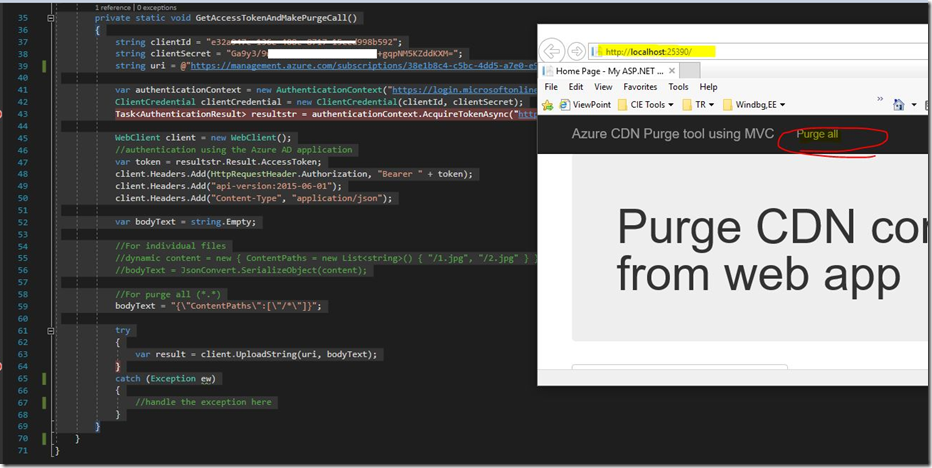 1 reference | 0 exceptions
35 private static void GetAccessTokenAndMakePurgeCall()
36 {
37 string clientId = "e32a
38 string clientSecret = "Ga9y3/9 +gqpNM5KZddKXM=";
39 string uri = @"https://management.azure.com/subscriptions/38e1b8c4-c5bc-4dd5-a7e0-e9
40
41 var authenticationContext = new AuthenticationContext("https://login.microsoftonline
42 ClientCredential clientCredential = new ClientCredential(clientId, clientSecret);
43 Task<AuthenticationResult> resultstr = authenticationContext.AcquireTokenAsync("htt
44
45 WebClient client = new WebClient();
46 //authentication using the Azure AD application
47 var token = resultstr.Result.AccessToken;
48 client.Headers.Add(HttpRequestHeader.Authorization, "Bearer " + token);
49 client.Headers.Add("api-version:2015-06-01");
50 client.Headers.Add("Content-Type", "application/json");
51
52 var bodyText = string.Empty;
53
54 //For individual files
55 //dynamic content = new { ContentPaths = new List<string>() { "/1.jpg", "/2.jpg" } }
56 //bodyText = JsonConvert.SerializeObject(content);
57
58 //For purge all (*.*)
59 bodyText = "{\"ContentPaths\":[\"/*\"]}";
60
61 try
62 {
63 var result = client.UploadString(uri, bodyText);
64 }
65 catch (Exception ew)
66 {
67 //handle the exception here
68 }
69 }
70 }
71 }
http://localhost:25390/
Home Page - My ASP.NET ...
File Edit View Favorites Tools Help
ViewPoint CIE Tools TR Windbg,EE »
Azure CDN Purge tool using MVC Purge all
Purge CDN con
from web app